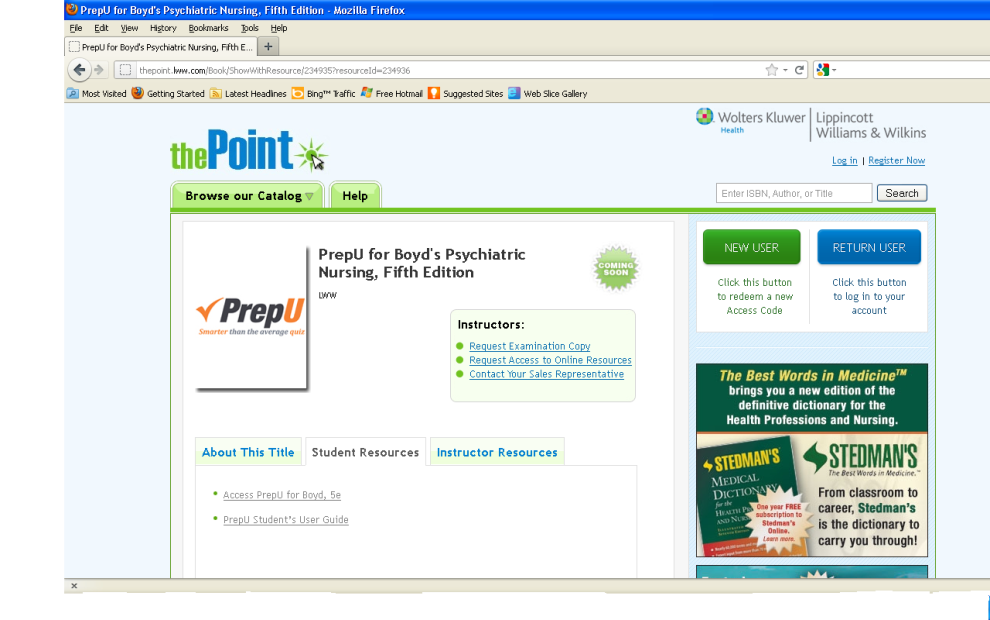 PrepU for Boyd's Psychiatric Nursing, Fifth Edition - Mozilla Firefox
File Edit View History Bookmarks Tools Help
PrepU for Boyd's Psychiatric Nursing, Fifth E... +
thepoint.lww.com/Book/ShowWithResource/234935?resourceId=234936
Most Visited Getting Started Latest Headlines Bing™ Traffic Free Hotmail Suggested Sites Web Slice Gallery
Wolters Kluwer
Health
Lippincott
Williams & Wilkins
thePoint
Log in | Register Now
Browse our Catalog Help
Enter ISBN, Author, or Title Search
PrepU for Boyd's Psychiatric
Nursing, Fifth Edition
LWW
COMING
SOON
PrepU
Smarter than the average quiz
Instructors:
Request Examination Copy
Request Access to Online Resources
Contact Your Sales Representative
NEW USER
Click this button
to redeem a new
Access Code
RETURN USER
Click this button
to log in to your
account
About This Title Student Resources Instructor Resources
Access PrepU for Boyd, 5e
PrepU Student's User Guide
The Best Words in Medicine™
brings you a new edition of the
definitive dictionary for the
Health Professions and Nursing.
STEDMAN'S
MEDICAL
DICTIONARY
for the
One your FREE
subscription to
Stedman's
Online.
Learn more.
STEDMAN'S
The Best Words in Medicine.™
From classroom to
career, Stedman's
is the dictionary to
carry you through!